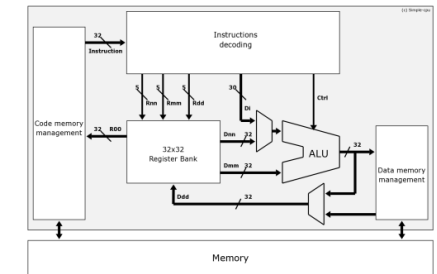 (c) Simple-cpu
Instructions
decoding
32
Instruction
Code memory
management
5
Rnn
5
Rmm
5
Rdd
30
Di
Ctrl
32
RD0
32x32
Register Bank
Dnn
32
Dmm
32
ALU
32
Data memory
management
Ddd
32
Memory